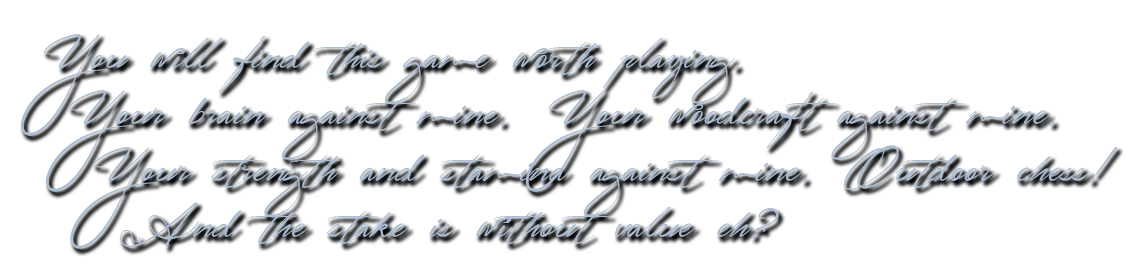 You will find this game worth playing.
Your brain against mine. Your woodcraft against mine.
Your strength and stamina against mine. Outdoor chess!
And the stake is without value eh?